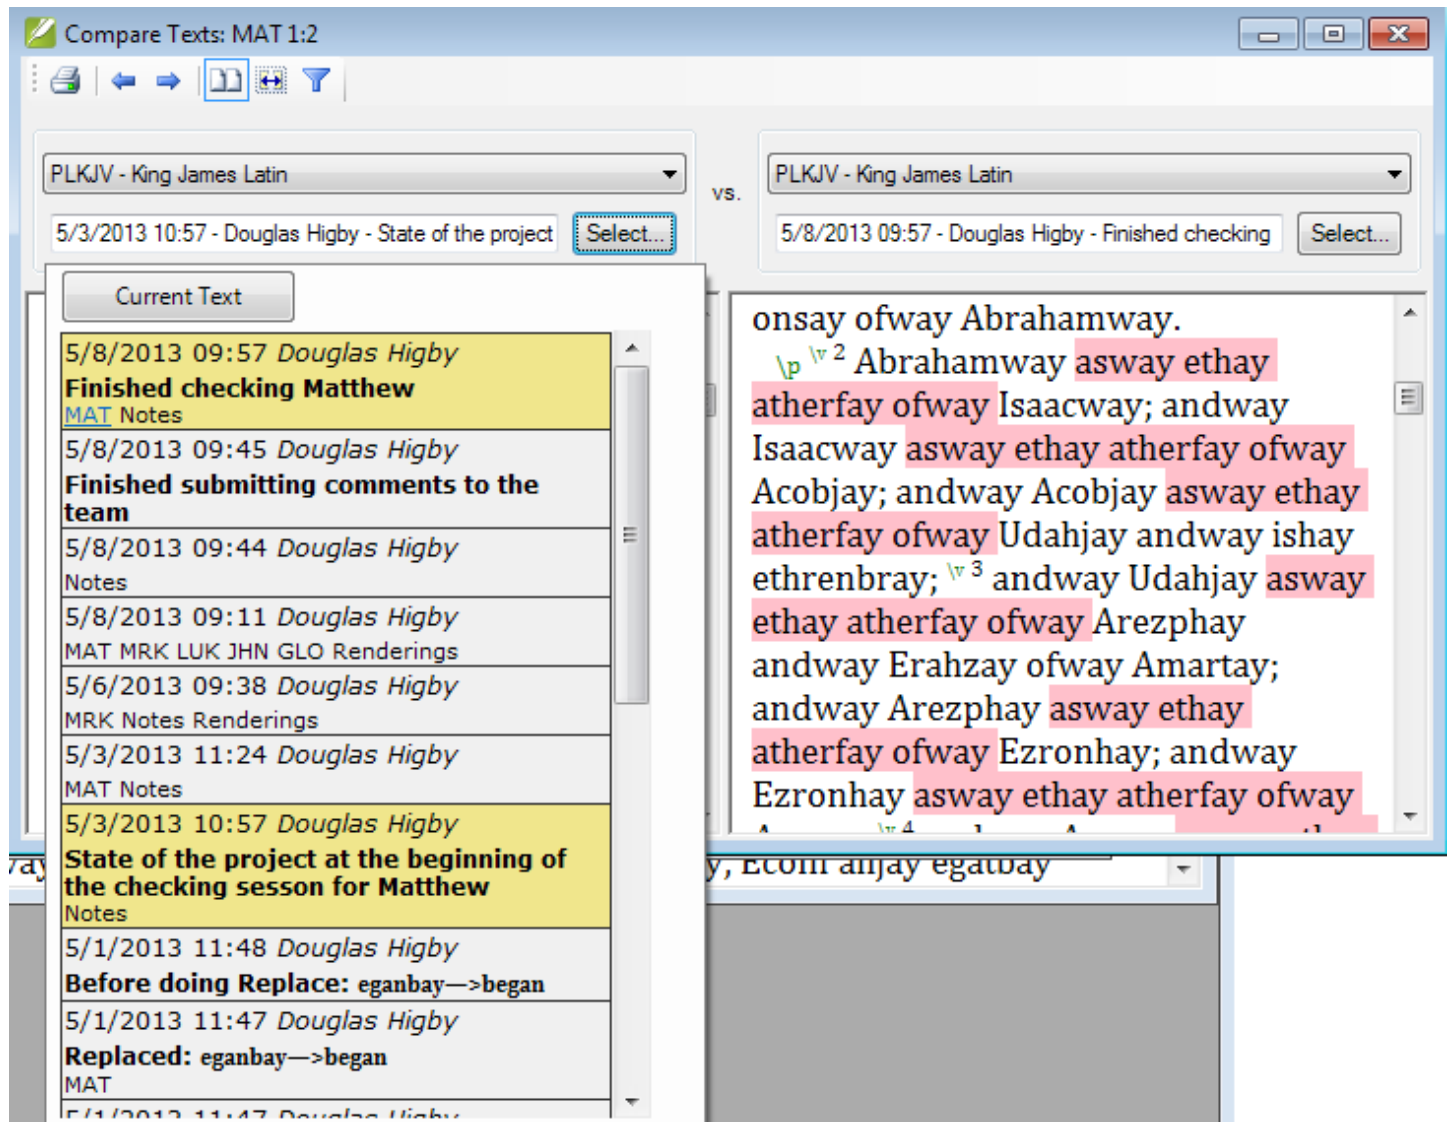 Compare Texts: MAT 1:2
PLKJV - King James Latin
vs.
PLKJV - King James Latin
5/3/2013 10:57 - Douglas Higby - State of the project
Select...
5/8/2013 09:57 - Douglas Higby - Finished checking
Select...
Current Text
5/8/2013 09:57 Douglas Higby
Finished checking Matthew
MAT Notes
5/8/2013 09:45 Douglas Higby
Finished submitting comments to the
team
5/8/2013 09:44 Douglas Higby
Notes
5/8/2013 09:11 Douglas Higby
MAT MRK LUK JHN GLO Renderings
5/6/2013 09:38 Douglas Higby
MRK Notes Renderings
5/3/2013 11:24 Douglas Higby
MAT Notes
5/3/2013 10:57 Douglas Higby
State of the project at the beginning of
the checking sesson for Matthew
Notes
5/1/2013 11:48 Douglas Higby
Before doing Replace: eganbay—>began
5/1/2013 11:47 Douglas Higby
Replaced: eganbay—>began
MAT
5/1/2013 11:47 Douglas Higby
onsay ofway Abrahamway.
\p \v 2 Abrahamway asway ethay
atherfay ofway Isaacway; andway
Isaacway asway ethay atherfay ofway
Acobjay; andway Acobjay asway ethay
atherfay ofway Udahjay andway ishay
ethrenbray; \v 3 andway Udahjay asway
ethay atherfay ofway Arezphay
andway Erahzay ofway Amartay;
andway Arezphay asway ethay
atherfay ofway Ezronhay; andway
Ezronhay asway ethay atherfay ofway
\v 4
egatbay